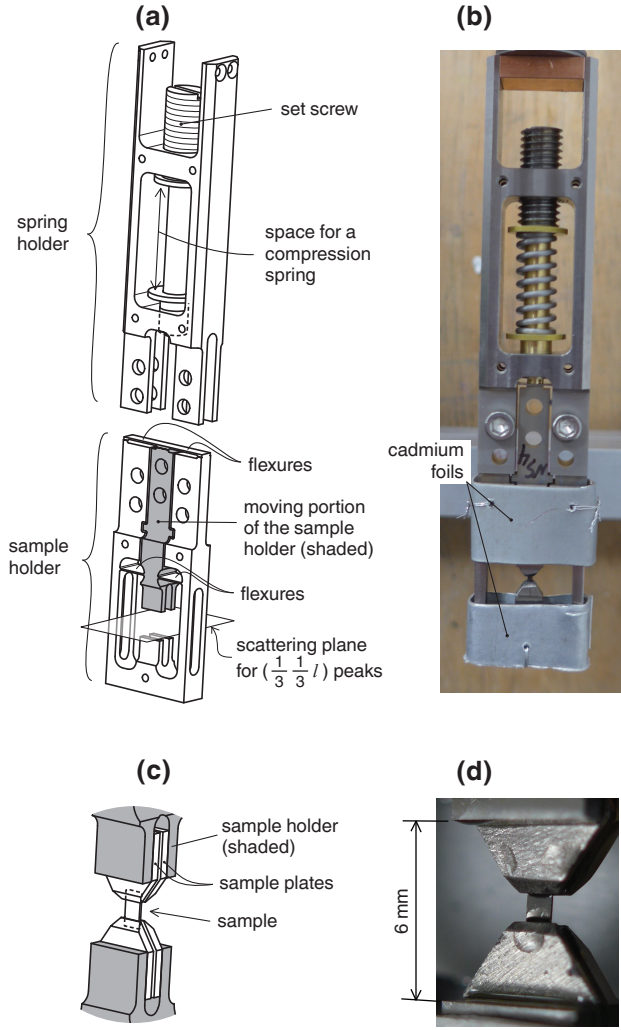 (a)
(b)
set screw
spring
holder
space for a
compression
spring
flexures
cadmium
foils
moving portion
of the sample
holder (shaded)
sample
holder
flexures
scattering plane
for (1/3 1/3 l) peaks
NS4
(c)
(d)
sample holder
(shaded)
sample plates
sample
6 mm